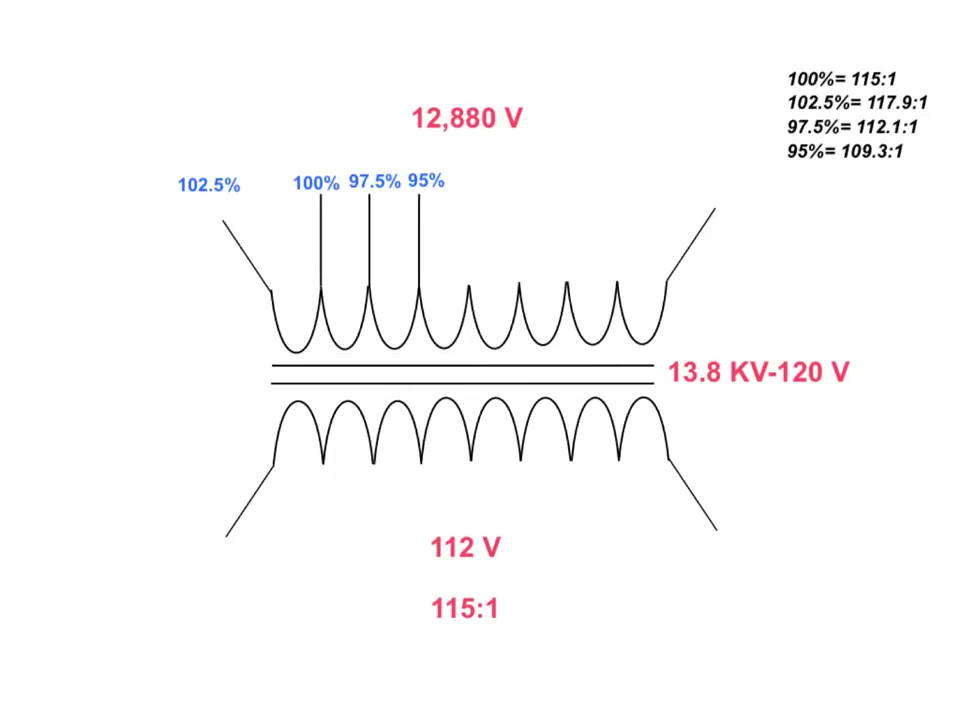 100%= 115:1
102.5%= 117.9:1
97.5%= 112.1:1
95%= 109.3:1
12,880 V
102.5% 100% 97.5% 95%
13.8 KV-120 V
112 V
115:1